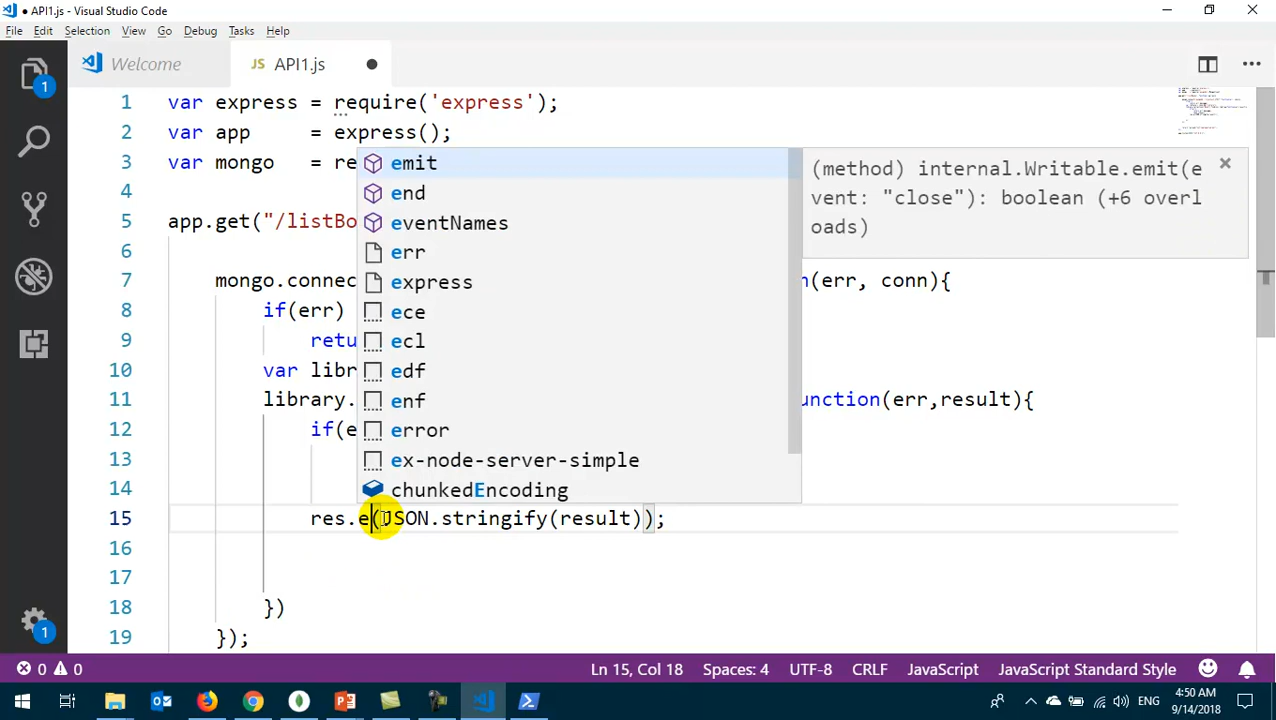 API1.js - Visual Studio Code
File Edit Selection View Go Debug Tasks Help
Welcome
JS API1.js
1 var express = require('express');
2 var app = express();
3 var mongo = re
4
5 app.get("/listBo
6
7 mongo.connec n(err, conn){
8 if(err)
9 retu
10 var libr
11 library. unction(err,result){
12 if(e
13
14
15 res.e(JSON.stringify(result));
16
17
18 })
19 });
emit
end
eventNames
err
express
ece
ecl
edf
enf
error
ex-node-server-simple
chunkedEncoding
(method) internal.Writable.emit(e
vent: "close"): boolean (+6 overl
oads)
1
1
0 0 Ln 15, Col 18 Spaces: 4 UTF-8 CRLF JavaScript JavaScript Standard Style
ENG
4:50 AM
9/14/2018